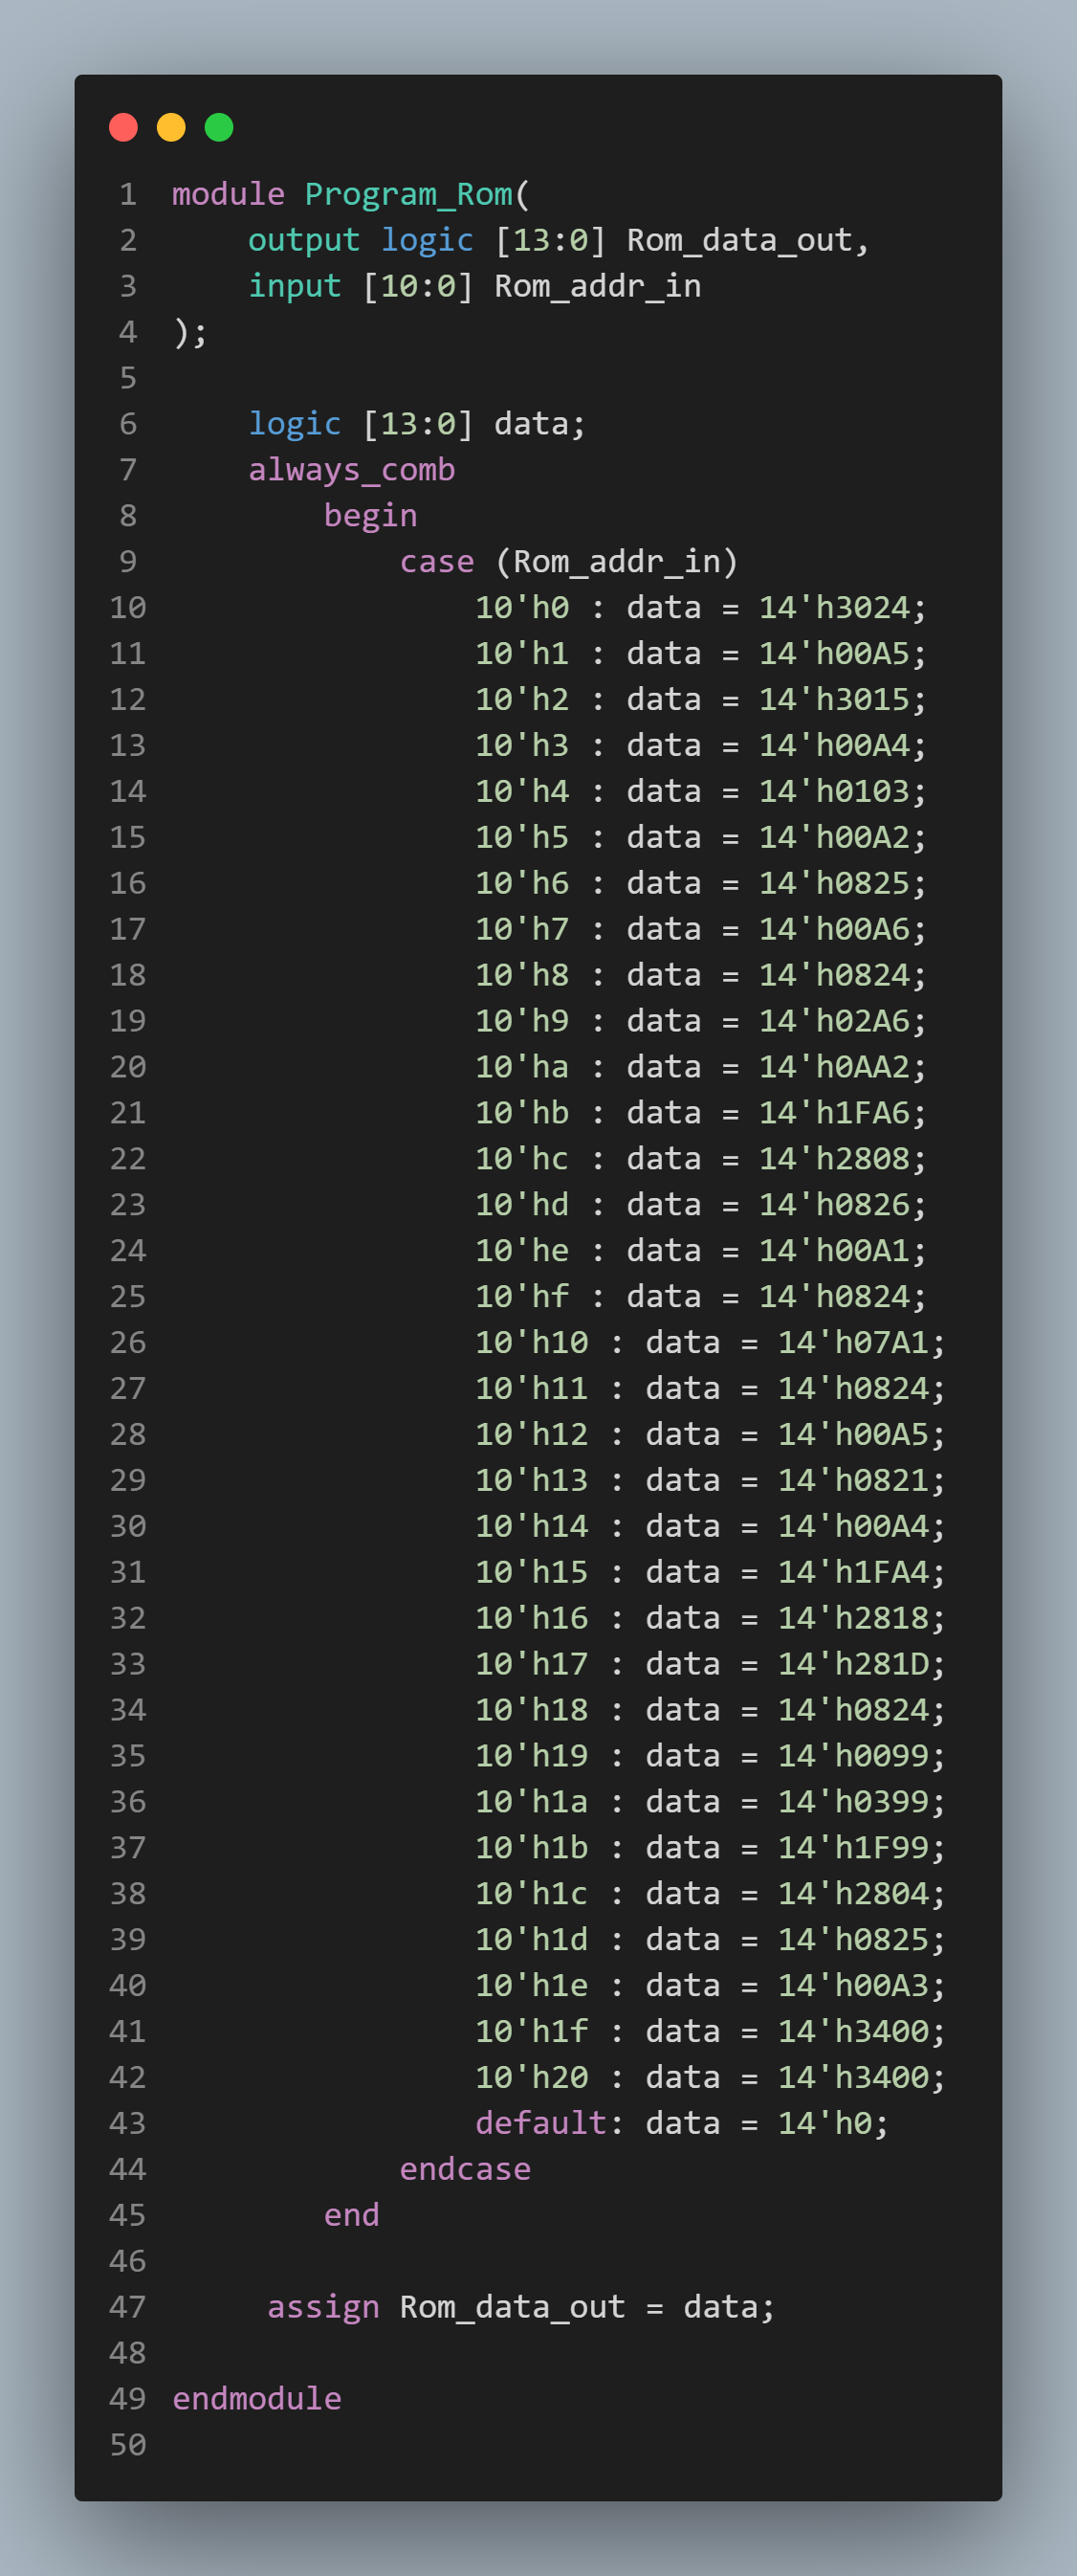 1 module Program_Rom(
2     output logic [13:0] Rom_data_out,
3     input [10:0] Rom_addr_in
4 );
5
6     logic [13:0] data;
7     always_comb
8         begin
9             case (Rom_addr_in)
10                 10'h0 : data = 14'h3024;
11                 10'h1 : data = 14'h00A5;
12                 10'h2 : data = 14'h3015;
13                 10'h3 : data = 14'h00A4;
14                 10'h4 : data = 14'h0103;
15                 10'h5 : data = 14'h00A2;
16                 10'h6 : data = 14'h0825;
17                 10'h7 : data = 14'h00A6;
18                 10'h8 : data = 14'h0824;
19                 10'h9 : data = 14'h02A6;
20                 10'ha : data = 14'h0AA2;
21                 10'hb : data = 14'h1FA6;
22                 10'hc : data = 14'h2808;
23                 10'hd : data = 14'h0826;
24                 10'he : data = 14'h00A1;
25                 10'hf : data = 14'h0824;
26                 10'h10 : data = 14'h07A1;
27                 10'h11 : data = 14'h0824;
28                 10'h12 : data = 14'h00A5;
29                 10'h13 : data = 14'h0821;
30                 10'h14 : data = 14'h00A4;
31                 10'h15 : data = 14'h1FA4;
32                 10'h16 : data = 14'h2818;
33                 10'h17 : data = 14'h281D;
34                 10'h18 : data = 14'h0824;
35                 10'h19 : data = 14'h0099;
36                 10'h1a : data = 14'h0399;
37                 10'h1b : data = 14'h1F99;
38                 10'h1c : data = 14'h2804;
39                 10'h1d : data = 14'h0825;
40                 10'h1e : data = 14'h00A3;
41                 10'h1f : data = 14'h3400;
42                 10'h20 : data = 14'h3400;
43                 default: data = 14'h0;
44             endcase
45         end
46
47      assign Rom_data_out = data;
48
49 endmodule
50